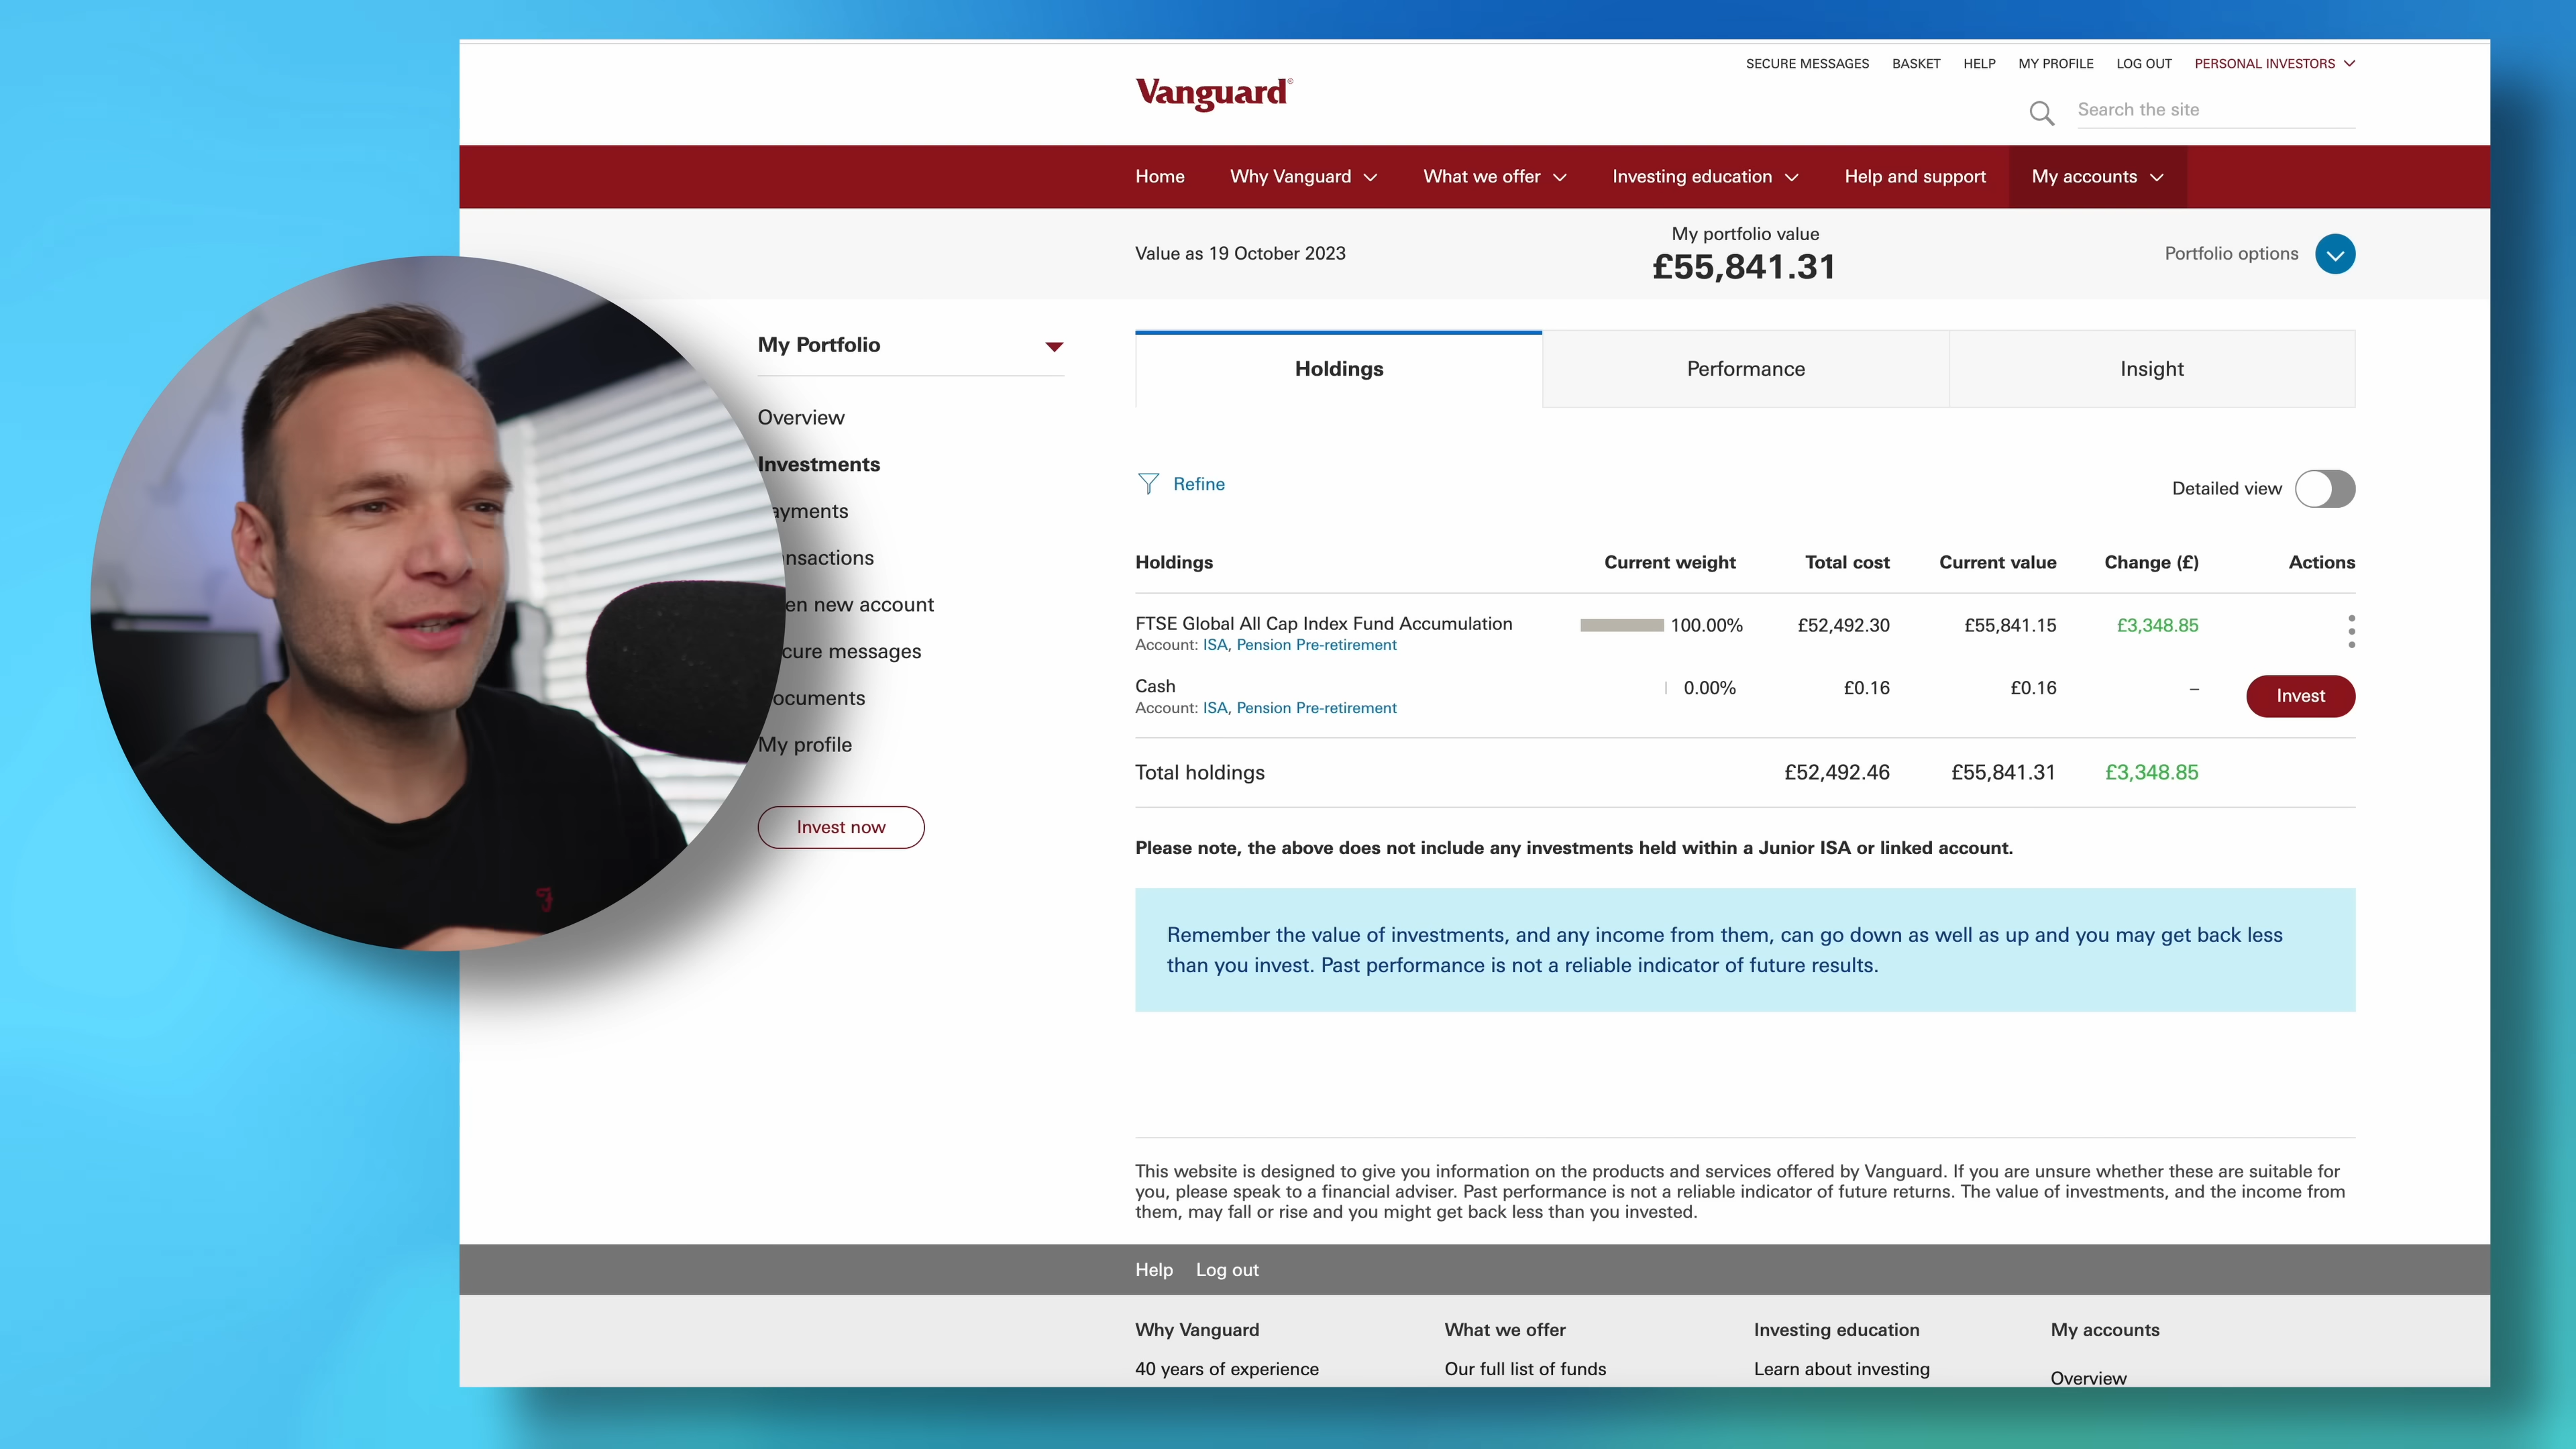 SECURE MESSAGES BASKET HELP MY PROFILE LOG OUT PERSONAL INVESTORS
Vanguard®
Search the site
Home Why Vanguard What we offer Investing education Help and support My accounts
Value as 19 October 2023
My portfolio value
£55,841.31
Portfolio options
My Portfolio
Overview
Investments
ayments
nsactions
en new account
cure messages
ocuments
My profile
Invest now
Holdings Performance Insight
Refine
Detailed view
Holdings Current weight Total cost Current value Change (£) Actions
FTSE Global All Cap Index Fund Accumulation 100.00% £52,492.30 £55,841.15 £3,348.85
Account: ISA, Pension Pre-retirement
Cash 0.00% £0.16 £0.16 –
Invest
Account: ISA, Pension Pre-retirement
Total holdings £52,492.46 £55,841.31 £3,348.85
Please note, the above does not include any investments held within a Junior ISA or linked account.
Remember the value of investments, and any income from them, can go down as well as up and you may get back less
than you invest. Past performance is not a reliable indicator of future results.
This website is designed to give you information on the products and services offered by Vanguard. If you are unsure whether these are suitable for
you, please speak to a financial adviser. Past performance is not a reliable indicator of future returns. The value of investments, and the income from
them, may fall or rise and you might get back less than you invested.
Help Log out
Why Vanguard What we offer Investing education My accounts
40 years of experience Our full list of funds Learn about investing Overview